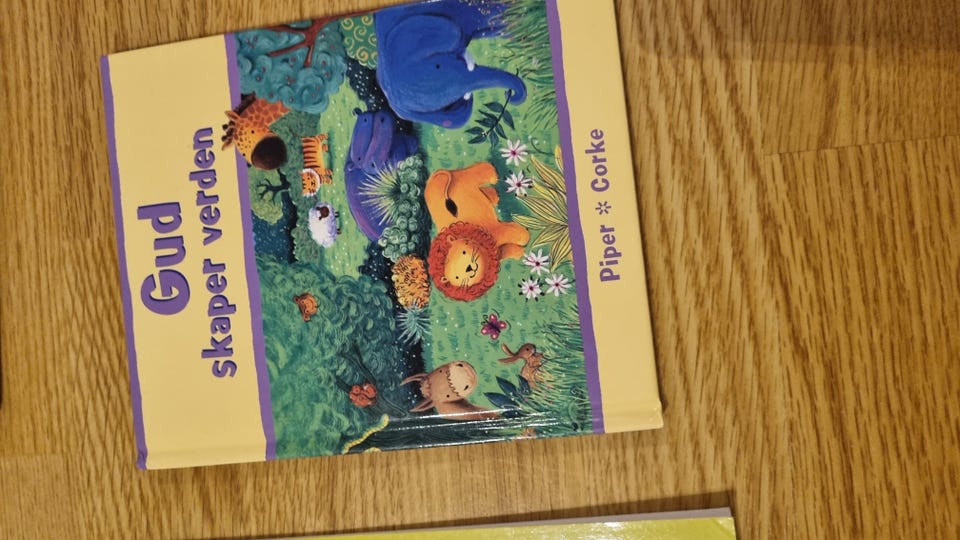 Gud
skaper verden
Piper * Corke